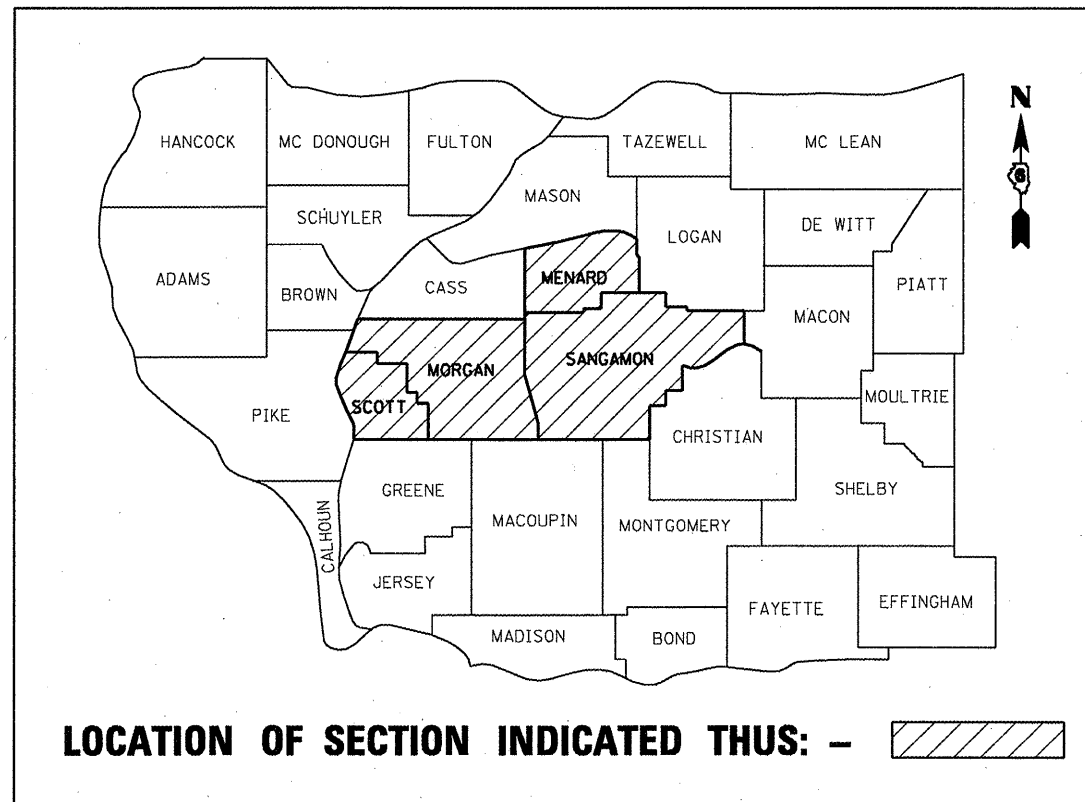 N
6
HANCOCK
MC DONOUGH
FULTON
TAZEWELL
MC LEAN
MASON
SCHUYLER
LOGAN
DE WITT
ADAMS
BROWN
CASS
MENARD
PIATT
MACON
SANGAMON
MORGAN
SCOTT
MOULTRIE
PIKE
CHRISTIAN
GREENE
SHELBY
CALHOUN
MACOUPIN
MONTGOMERY
JERSEY
FAYETTE
EFFINGHAM
MADISON
BOND
LOCATION OF SECTION INDICATED THUS: –